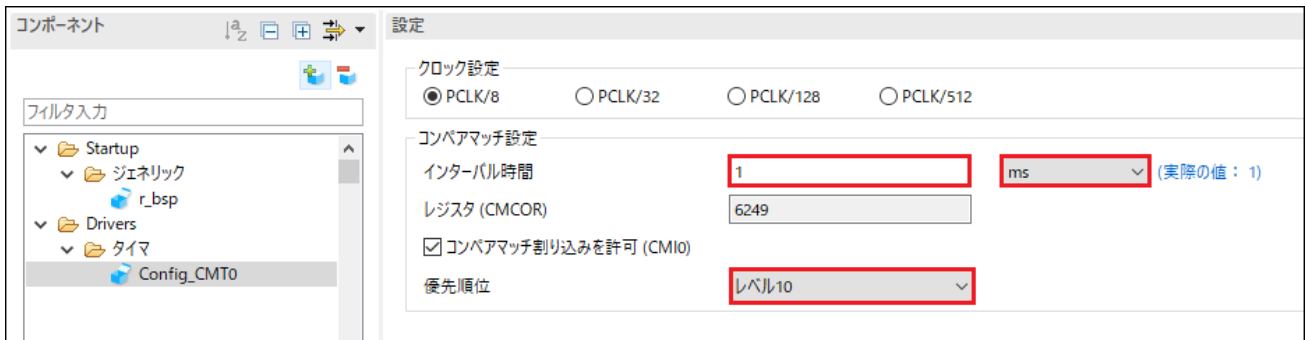 コンポーネント
フィルタ入力
Startup
ジェネリック
r_bsp
Drivers
タイマ
Config_CMT0
設定
クロック設定
PCLK/8 PCLK/32 PCLK/128 PCLK/512
コンペアマッチ設定
インターバル時間 1 ms (実際の値： 1)
レジスタ (CMCOR) 6249
コンペアマッチ割り込みを許可 (CMI0)
優先順位 レベル10